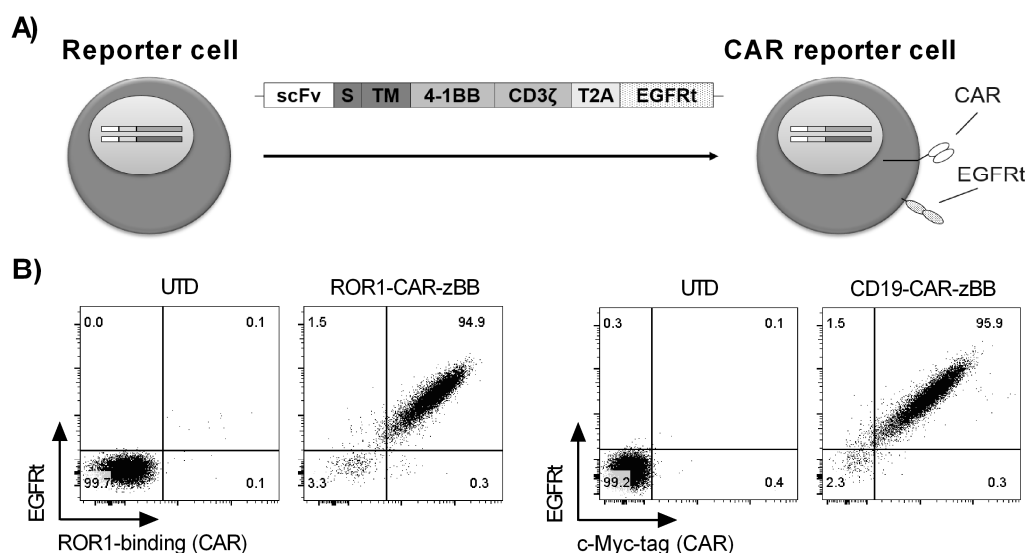 A)
Reporter cell
CAR reporter cell
scFv S TM 4-1BB CD3ζ T2A EGFRt
CAR
EGFRt
B)
UTD
ROR1-CAR-zBB
UTD
CD19-CAR-zBB
0.0 0.1
1.5 94.9
0.3 0.1
1.5 95.9
99.7 0.1
3.3 0.3
99.2 0.4
2.3 0.3
EGFRt
ROR1-binding (CAR)
EGFRt
c-Myc-tag (CAR)